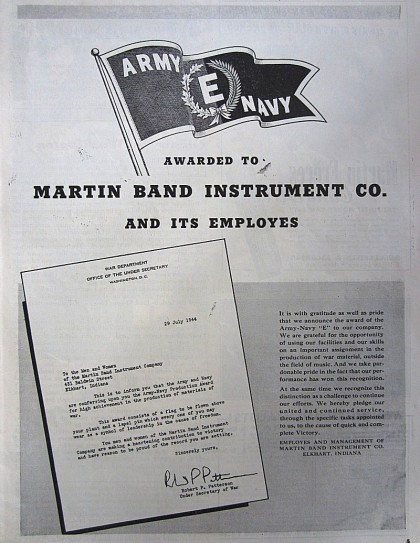 ARMY E NAVY
AWARDED TO
MARTIN BAND INSTRUMENT CO.
AND ITS EMPLOYES
WAR DEPARTMENT
OFFICE OF THE UNDER SECRETARY
WASHINGTON, D.C.
29 July 1944
To the Men and Women
of the Martin Band Instrument Company
431 Baldwin Street
Elkhart, Indiana
This is to inform you that the Army and Navy
are conferring upon you the Army-Navy Production Award
for high achievement in the production of materials of
war.
This award consists of a flag to be flown above
your plant and a lapel pin which every one of you may
wear as a symbol of leadership in the cause of freedom.
You men and women of the Martin Band Instrument
Company are making a heartening contribution to victory
and have reason to be proud of the record you are setting.
Sincerely yours,
Robert P. Patterson
Under Secretary of War
It is with gratitude as well as pride
that we announce the award of the
Army-Navy "E" to our company.
We are grateful for the opportunity
of using our facilities and our skills
on an important assignment in the
production of war material, outside
the field of music. And we take par-
donable pride in the fact that our per-
formance has won this recognition.
At the same time we recognize this
distinction as a challenge to continue
our efforts. We hereby pledge our
united and continued service,
through the specific tasks appointed
to us, to the cause of quick and com-
plete Victory.
EMPLOYES AND MANAGEMENT OF
MARTIN BAND INSTRUMENT CO.
ELKHART, INDIANA